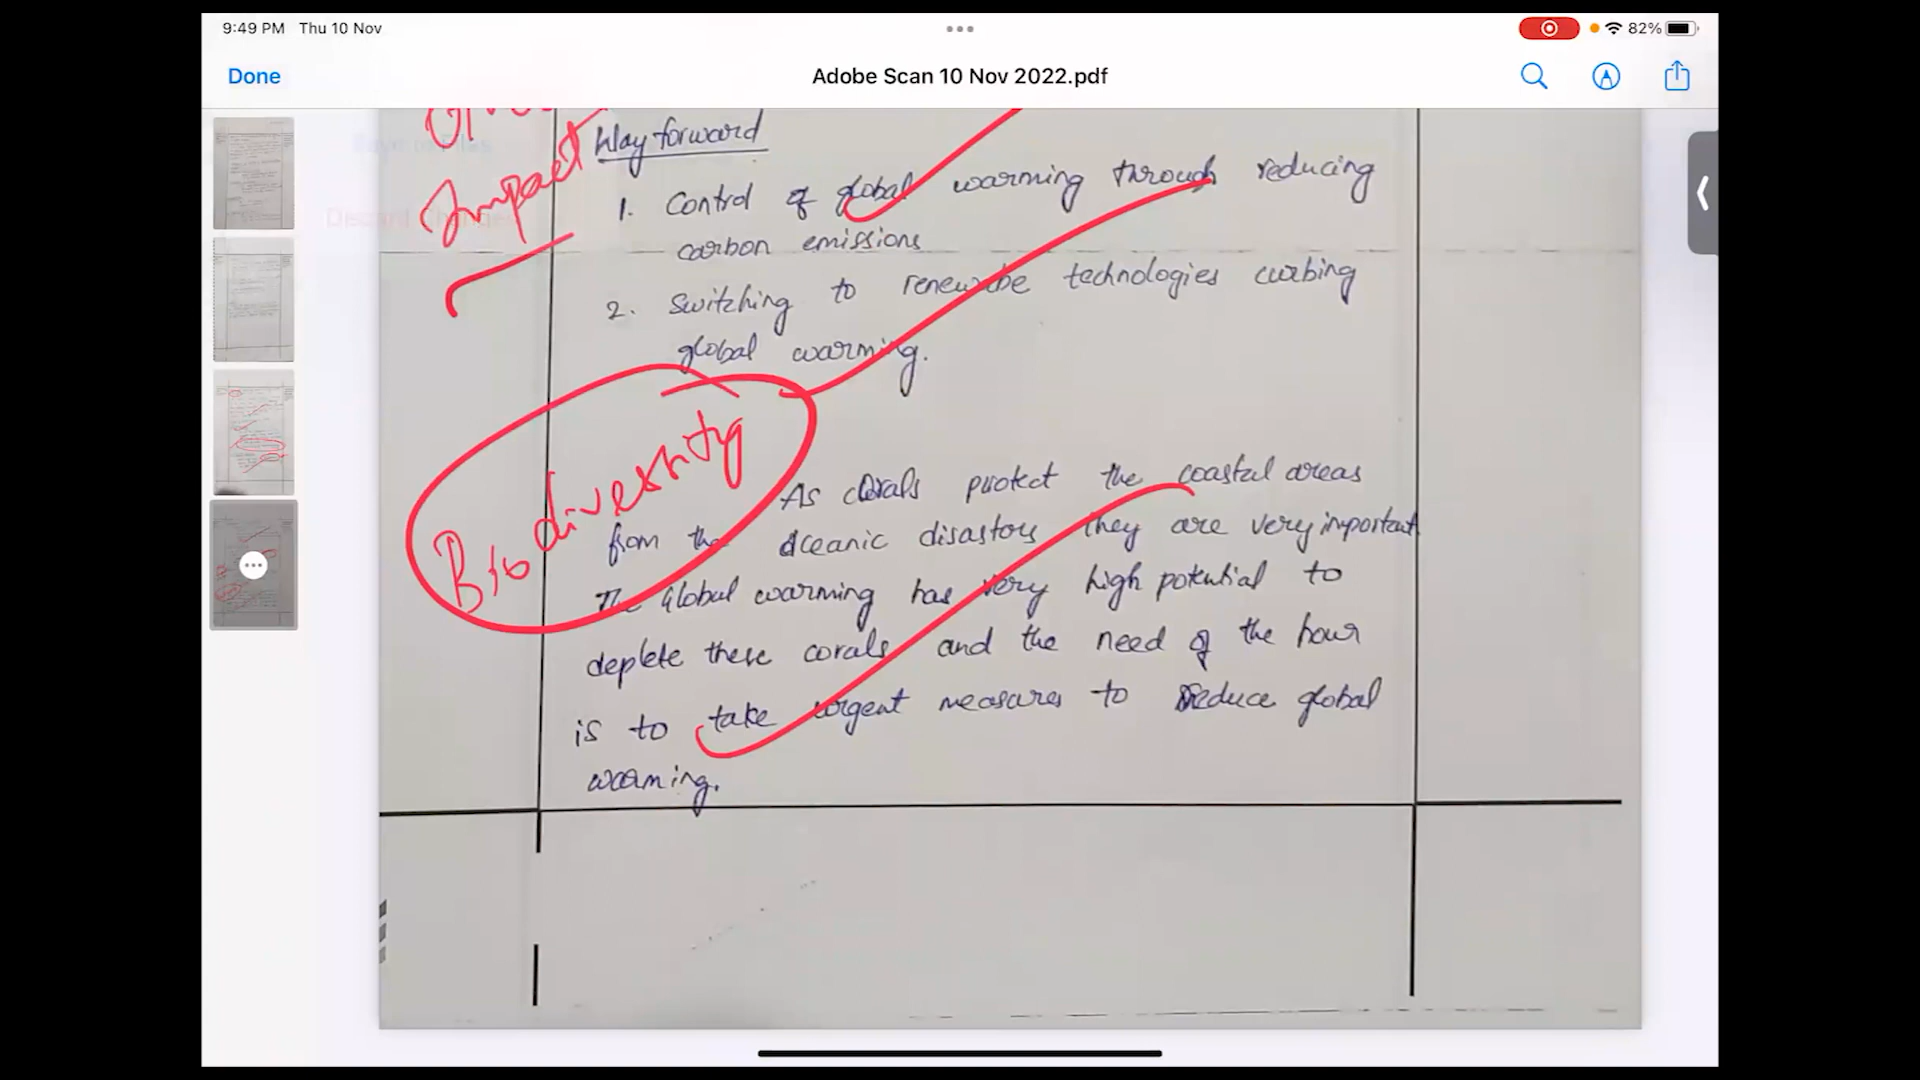 9:49 PM Thu 10 Nov
82%
Done
Adobe Scan 10 Nov 2022.pdf
Impact
Way forward
1. Control of global warming through reducing
carbon emissions
2. Switching to technologies curbing
global warming.
Biodiversity
As corals protect the coastal areas
from the oceanic disastors they are very important.
The Global warming has very high potential to
deplete these corals and the need of the hour
is to take urgent measures to reduce global
warming.